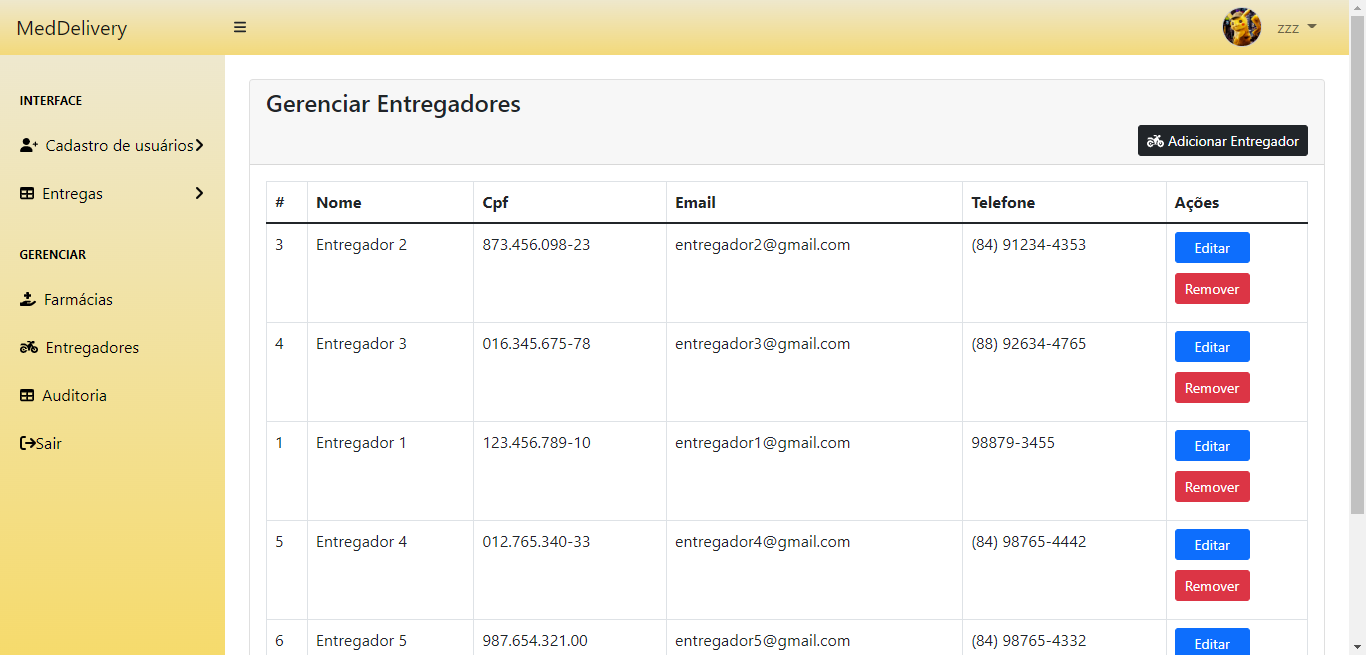 MedDelivery
zzz
INTERFACE
Cadastro de usuários
Entregas
GERENCIAR
Farmácias
Entregadores
Auditoria
Sair
Gerenciar Entregadores
Adicionar Entregador
# Nome Cpf Email Telefone Ações
3 Entregador 2 873.456.098-23 entregador2@gmail.com (84) 91234-4353 Editar
Remover
4 Entregador 3 016.345.675-78 entregador3@gmail.com (88) 92634-4765 Editar
Remover
1 Entregador 1 123.456.789-10 entregador1@gmail.com 98879-3455 Editar
Remover
5 Entregador 4 012.765.340-33 entregador4@gmail.com (84) 98765-4442 Editar
Remover
6 Entregador 5 987.654.321.00 entregador5@gmail.com (84) 98765-4332 Editar